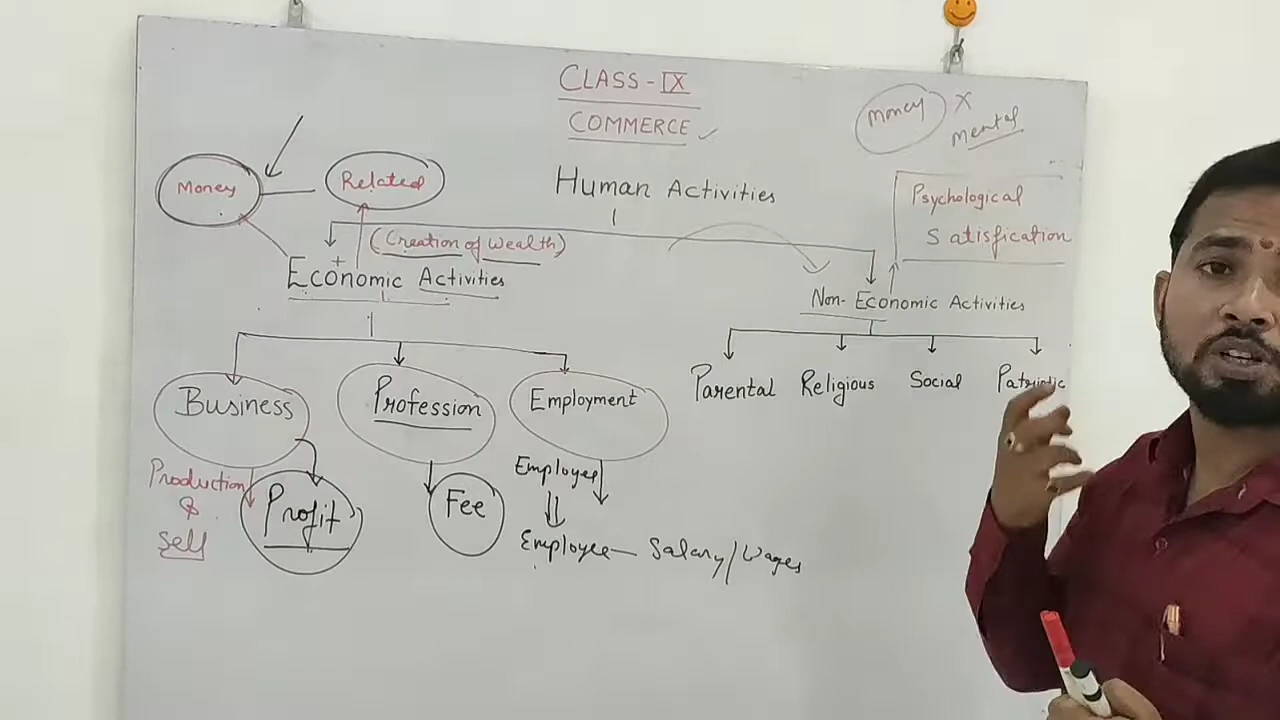 CLASS - IX
COMMERCE
Money X
Mental
Money
Related
Human Activities
Psychological
Satisfication
(Creation of Wealth)
Economic Activities
Non-Economic Activities
Business
Profession
Employment
Parental
Religious
Social
Patriotic
Production
&
Sell
Profit
Fee
Employer
Employee — Salary/Wages